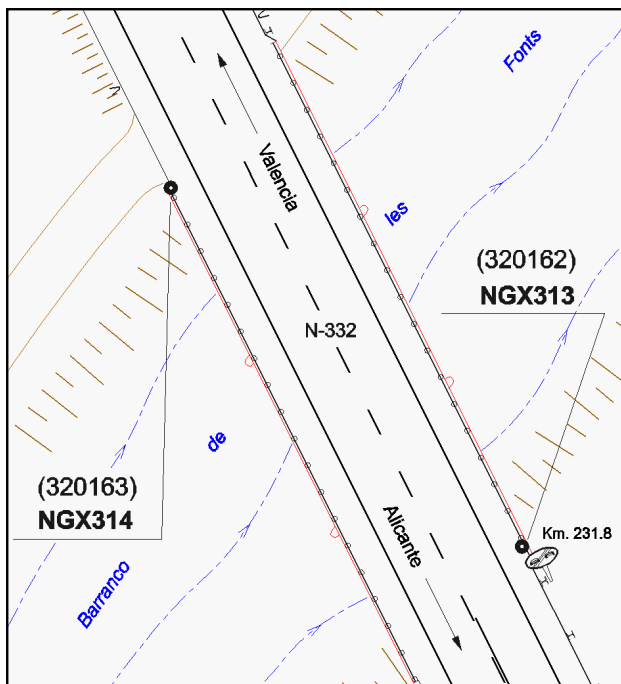 Fonts
Valencia
les
(320162)
NGX313
N-332
de
(320163)
NGX314
Alicante
Km. 231.8
Barranco